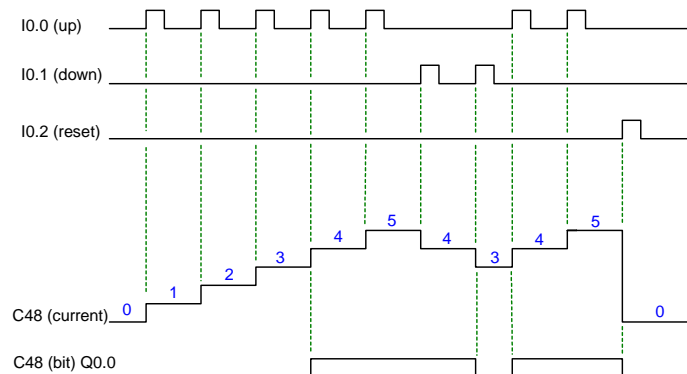 I0.0 (up)
I0.1 (down)
I0.2 (reset)
5 5
4 4 4
3 3
2
1
0 0
C48 (current)
C48 (bit) Q0.0